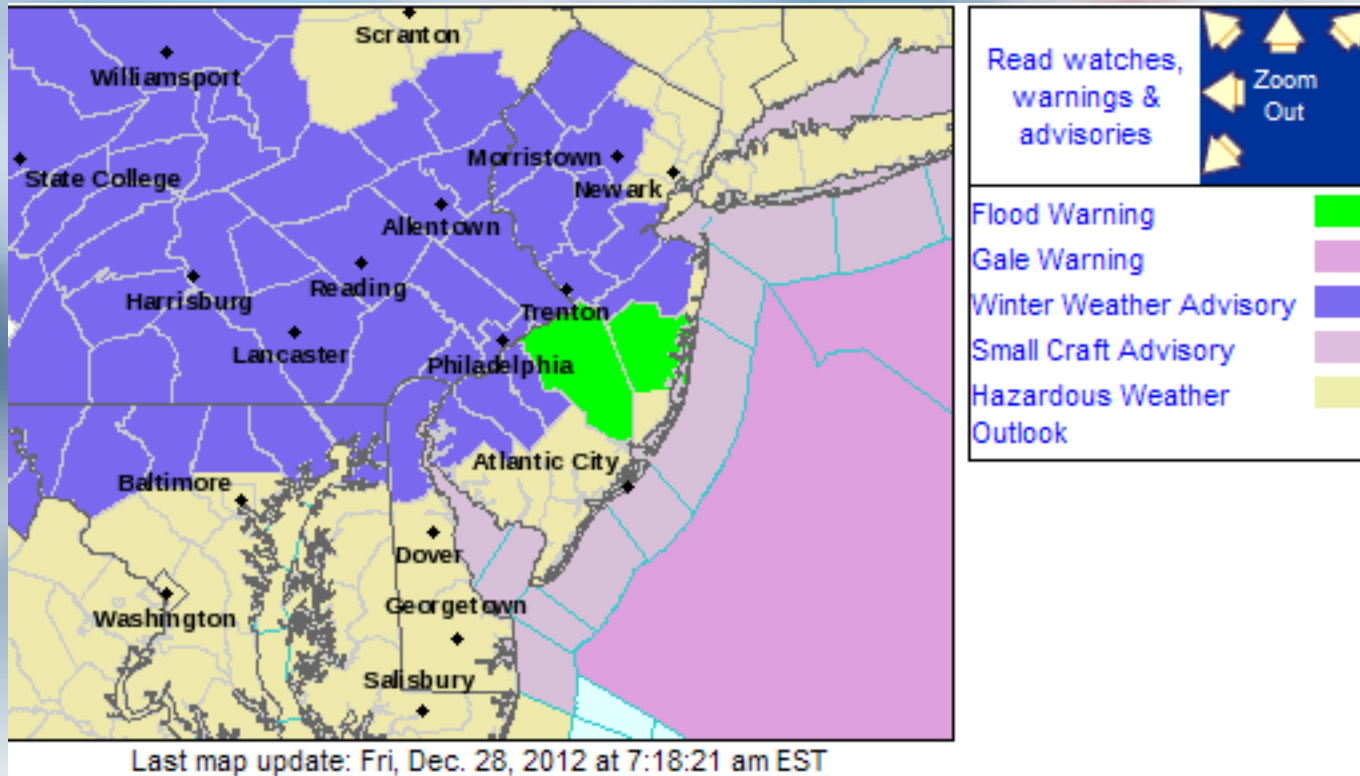 Scranton
Williamsport
Morristown
State College
Newark
Allentown
Reading
Harrisburg
Trenton
Lancaster
Philadelphia
Atlantic City
Baltimore
Dover
Georgetown
Washington
Salisbury
Read watches,
warnings &
advisories
Zoom
Out
Flood Warning
Gale Warning
Winter Weather Advisory
Small Craft Advisory
Hazardous Weather
Outlook
Last map update: Fri, Dec. 28, 2012 at 7:18:21 am EST